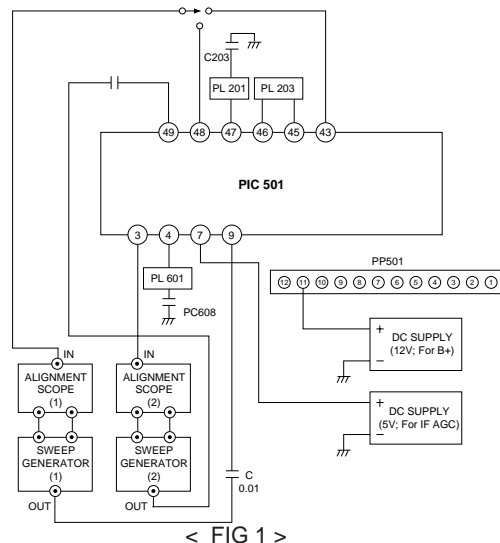 C203
PL 201
PL 203
49
48
47
46
45
43
PIC 501
3
4
7
9
PL 601
PC608
PP501
12
11
10
9
8
7
6
5
4
3
2
1
+
DC SUPPLY
(12V; For B+)
−
+
DC SUPPLY
(5V; For IF AGC)
−
IN
IN
ALIGNMENT
SCOPE
(1)
ALIGNMENT
SCOPE
(2)
SWEEP
GENERATOR
(1)
SWEEP
GENERATOR
(2)
C
0.01
OUT
OUT
< FIG 1 >